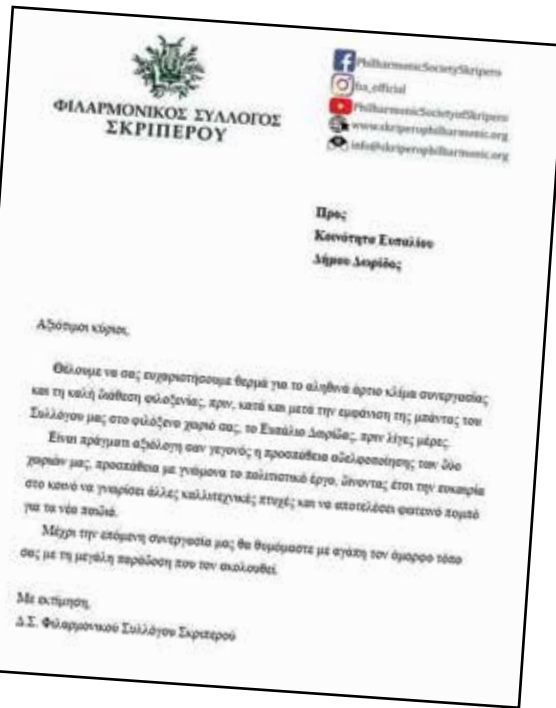 ΦΙΛΑΡΜΟΝΙΚΟΣ ΣΥΛΛΟΓΟΣ
ΣΚΡΙΠΕΡΟΥ
PhilharmonicSocietySkripero
fss_official
PhilharmonicSocietyofSkripero
www.skriperophilharmonic.org
info@skriperophilharmonic.org
Προς
Κοινότητα Ευπαλίου
Δήμου Δωρίδος
Αξιότιμοι κύριοι,
Θέλουμε να σας ευχαριστήσουμε θερμά για το αληθινά άρτιο κλίμα συνεργασίας
και τη καλή διάθεση φιλοξενίας, πριν, κατά και μετά την εμφάνιση της μπάντας του
Συλλόγου μας στο φιλόξενο χωριό σας, το Ευπάλιο Δωρίδος, πριν λίγες μέρες.
Είναι πράγματι αξιόλογη σαν γεγονός η προσπάθεια αδελφοποίησης των δύο
χωριών μας, προσπάθεια με γνώμονα το πολιτιστικό έργο, δίνοντας έτσι την ευκαιρία
στο κοινό να γνωρίσει άλλες καλλιτεχνικές πτυχές και να αποτελέσει φωτεινό πομπό
για τα νέα παιδιά.
Μέχρι την επόμενη συνεργασία μας θα θυμόμαστε με αγάπη τον όμορφο τόπο
σας με τη μεγάλη παράδοση που τον ακολουθεί.
Με εκτίμηση,
Δ.Σ. Φιλαρμονικού Συλλόγου Σκριπερού